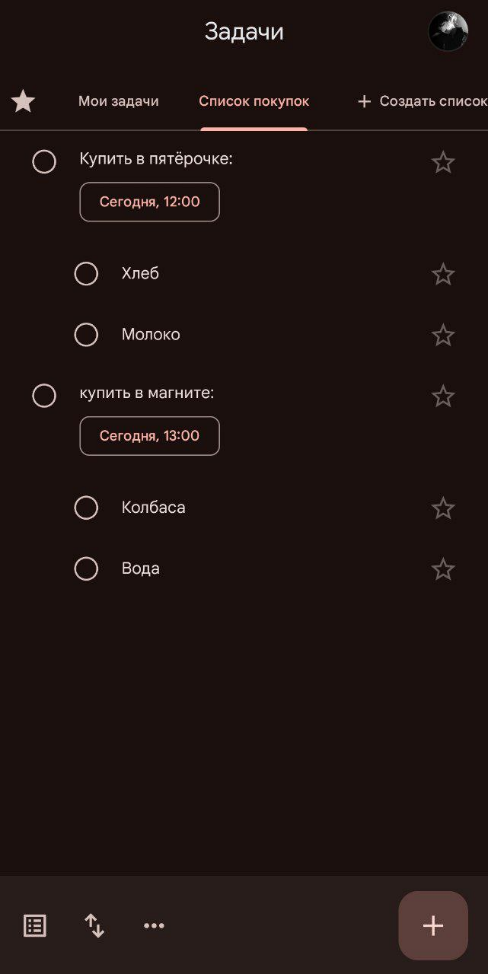 Задачи
Мои задачи
Список покупок
+ Создать список
Купить в пятёрочке:
Сегодня, 12:00
Хлеб
Молоко
купить в магните:
Сегодня, 13:00
Колбаса
Вода